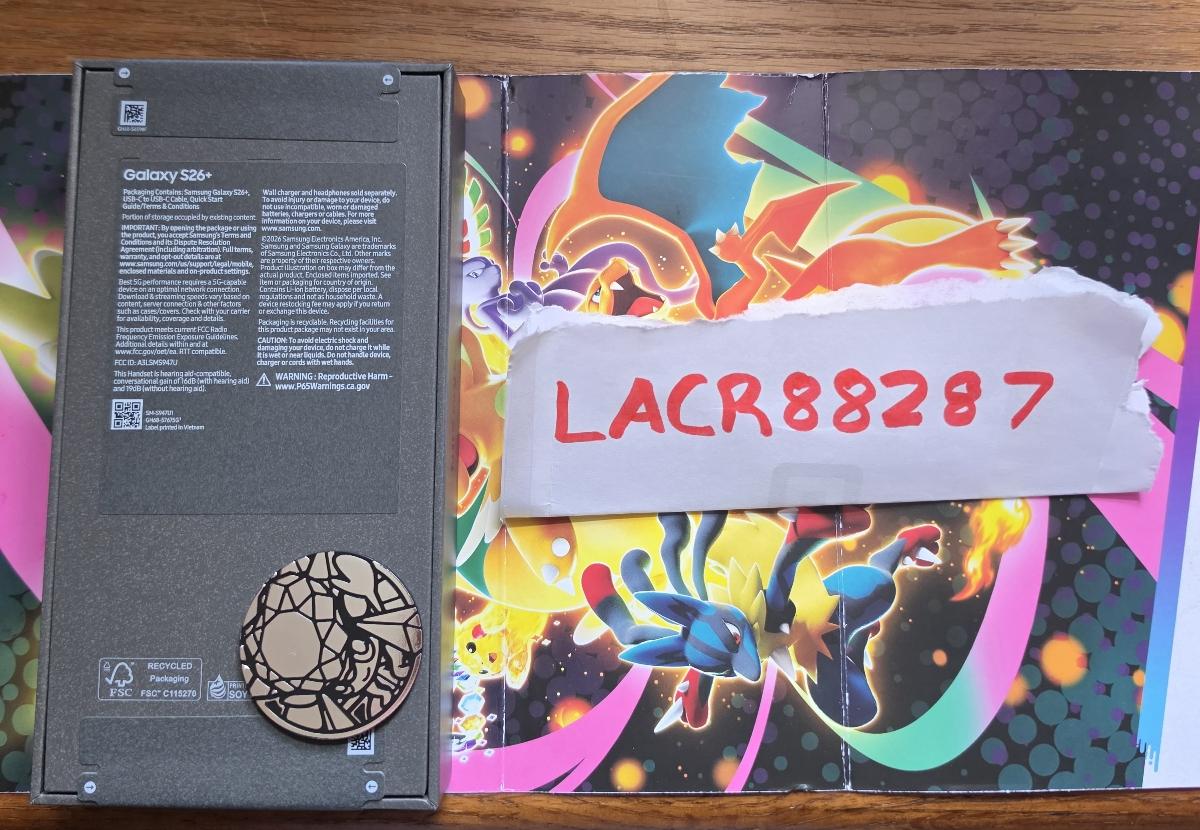 Galaxy S26+
Packaging Contains: Samsung Galaxy S26+,
USB-C to USB-C Cable, Quick Start
Guide/Terms & Conditions
Portion of storage occupied by existing content.
IMPORTANT: By opening the package or using
the product, you accept Samsung's Terms and
Conditions and its Dispute Resolution
Agreement (including arbitration). Full terms,
warranty, and opt-out details are at
www.samsung.com/us/support/legal/mobile,
enclosed materials and on-product settings.
Best 5G performance requires a 5G-capable
device on an optimal network connection.
Download & streaming speeds vary based on
content, server connection & other factors
such as cases/covers. Check with your carrier
for availability, coverage and details.
This product meets current FCC Radio
Frequency Emission Exposure Guidelines.
Additional details within and at
www.fcc.gov/oet/ea. RTT compatible.
FCC ID: A3LSMS947U
This Handset is hearing aid-compatible,
conversational gain of 16dB (with hearing aid)
and 19dB (without hearing aid).
SM-S947U1
Label printed in Vietnam
Wall charger and headphones sold separately.
To avoid injury or damage to your device, do
not use incompatible, worn or damaged
batteries, chargers or cables. For more
information on your device, please visit
www.samsung.com.
©2026 Samsung Electronics America, Inc.
Samsung and Samsung Galaxy are trademarks
of Samsung Electronics Co., Ltd. Other marks
are property of their respective owners.
Product illustration on box may differ from the
actual product. Enclosed items imported. See
item or packaging for country of origin.
Contains Li-ion battery, dispose per local
regulations and not as household waste. A
device restocking fee may apply if you return
or exchange this device.
Packaging is recyclable. Recycling facilities for
this product package may not exist in your area.
CAUTION: To avoid electric shock and
damaging your device, do not charge it while
it is wet or near liquids. Do not handle device,
charger or cords with wet hands.
WARNING: Reproductive Harm -
www.P65Warnings.ca.gov
FSC
RECYCLED
Packaging
FSC™ C115270
SOY
LACR88287